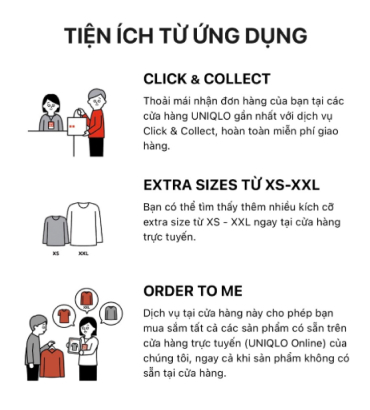 TIỆN ÍCH TỪ ỨNG DỤNG
CLICK & COLLECT
Thoải mái nhận đơn hàng của bạn tại các
cửa hàng UNIQLO gần nhất với dịch vụ
Click & Collect, hoàn toàn miễn phí giao
hàng.
EXTRA SIZES TỪ XS-XXL
Bạn có thể tìm thấy thêm nhiều kích cỡ
extra size từ XS - XXL ngay tại cửa hàng
trực tuyến.
XS XXL
ORDER TO ME
Dịch vụ tại cửa hàng này cho phép bạn
mua sắm tất cả các sản phẩm có sẵn trên
cửa hàng trực tuyến (UNIQLO Online) của
chúng tôi, ngay cả khi sản phẩm không có
sẵn tại cửa hàng.
XXL